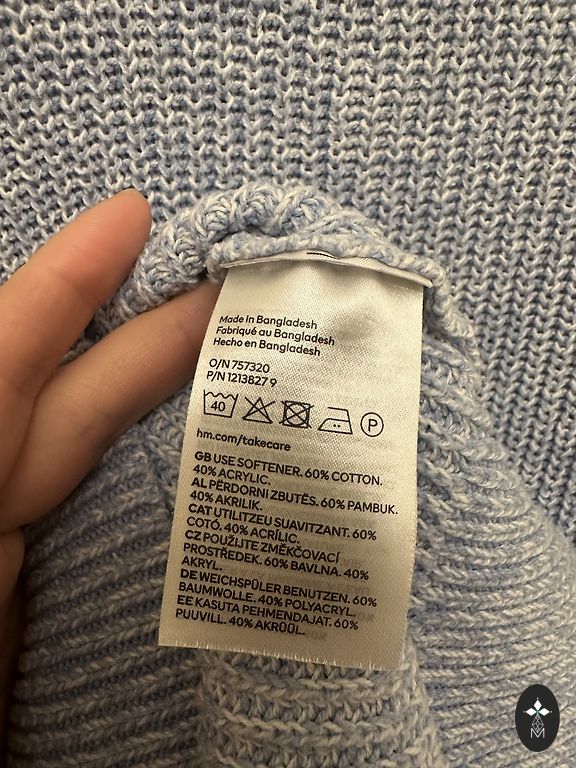 Made in Bangladesh
Fabriqué au Bangladesh
Hecho en Bangladesh
O/N 757320
P/N 1213827 9
40
P
hm.com/takecare
GB USE SOFTENER. 60% COTTON.
40% ACRYLIC.
AL PËRDORNI ZBUTËS. 60% PAMBUK.
40% AKRILIK.
CAT UTILITZEU SUAVITZANT. 60%
COTÓ. 40% ACRÍLIC.
CZ POUŽIJTE ZMĚKČOVACÍ
PROSTŘEDEK. 60% BAVLNA. 40%
AKRYL.
DE WEICHSPÜLER BENUTZEN. 60%
BAUMWOLLE. 40% POLYACRYL.
EE KASUTA PEHMENDAJAT. 60%
PUUVILL. 40% AKRÜÜL.
M